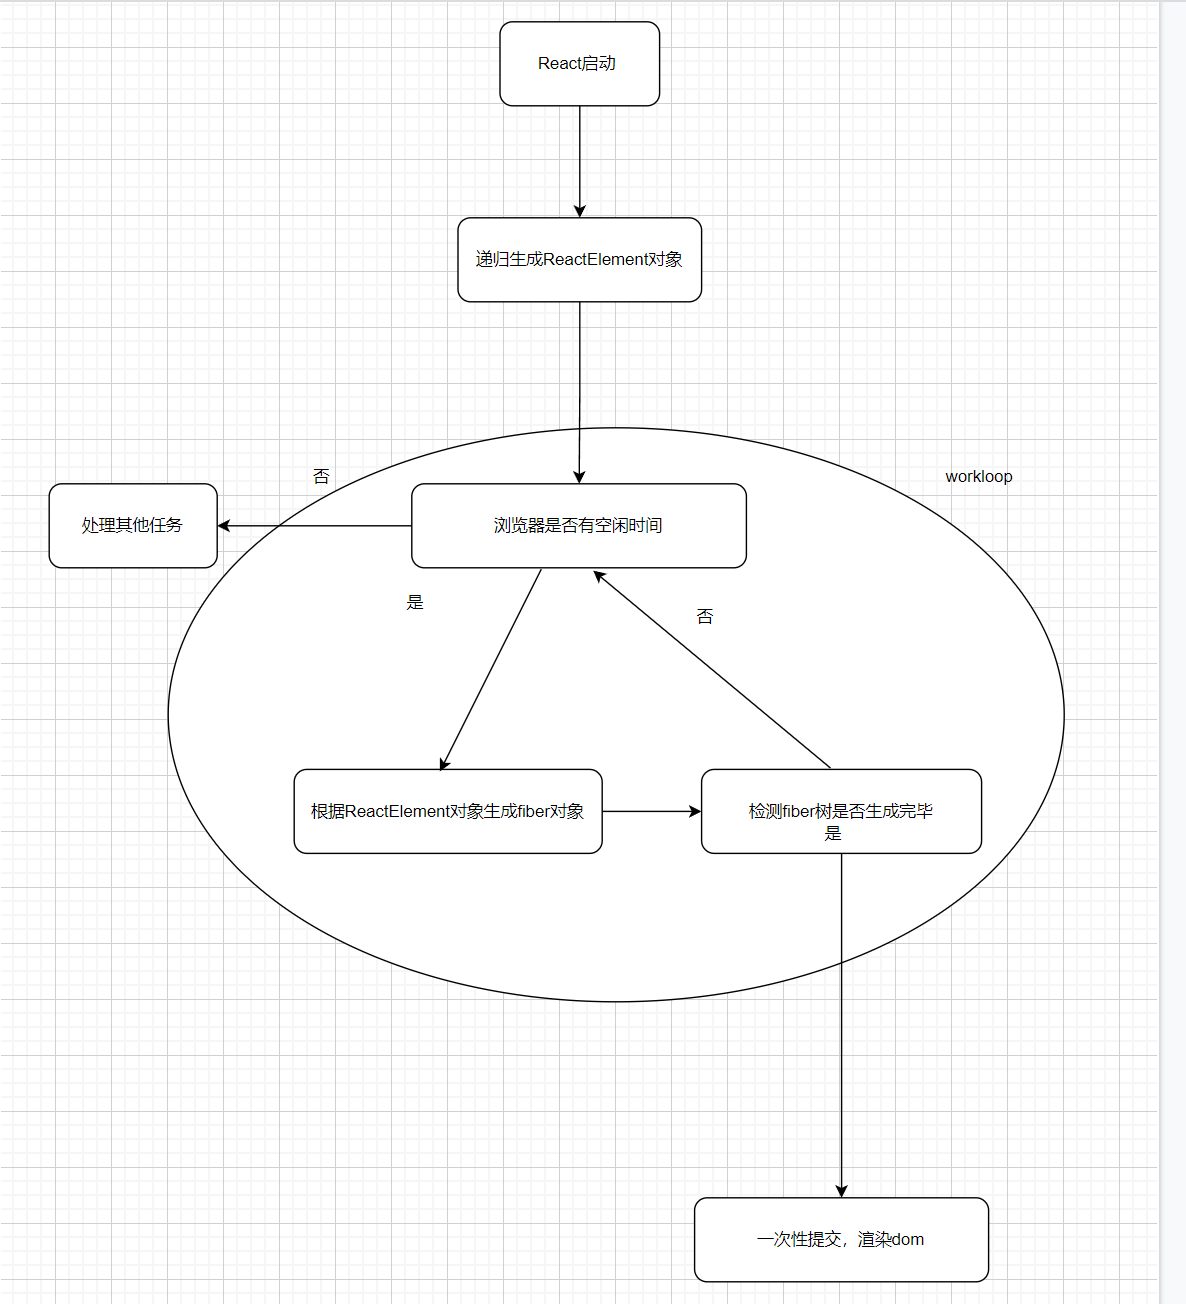 React启动
递归生成ReactElement对象
否
workloop
处理其他任务
浏览器是否有空闲时间
是
否
根据ReactElement对象生成fiber对象
检测fiber树是否生成完毕
是
一次性提交，渲染dom